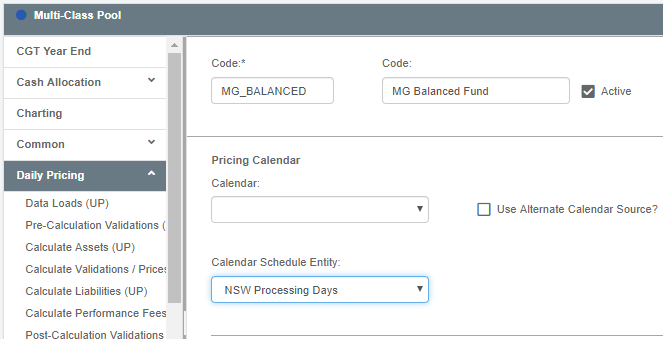 Multi-Class Pool
CGT Year End
Cash Allocation
Charting
Common
Daily Pricing
Data Loads (UP)
Pre-Calculation Validations (
Calculate Assets (UP)
Calculate Validations / Prices
Calculate Liabilities (UP)
Calculate Performance Fees
Post-Calculation Validations
Code:* Code:
MG_BALANCED MG Balanced Fund Active
Pricing Calendar
Calendar:
Use Alternate Calendar Source?
Calendar Schedule Entity:
NSW Processing Days